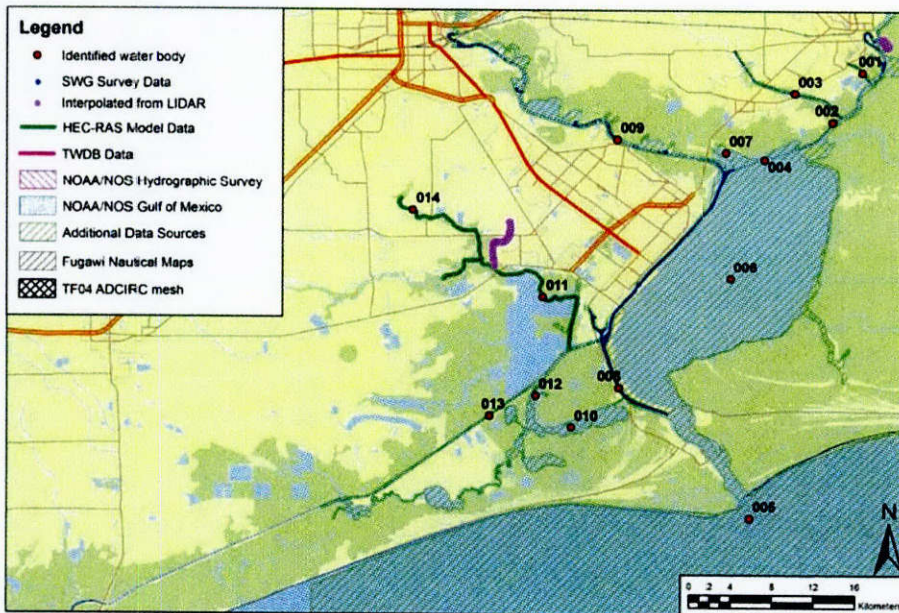 Legend
Identified water body
SWG Survey Data
Interpolated from LIDAR
HEC-RAS Model Data
TWDB Data
NOAA/NOS Hydrographic Survey
NOAA/NOS Gulf of Mexico
Additional Data Sources
Fugawi Nautical Maps
TF04 ADCIRC mesh
001
003
002
009
007
004
014
006
011
008
012
013
010
005
N
0 2 4 8 12 16
Kilometers